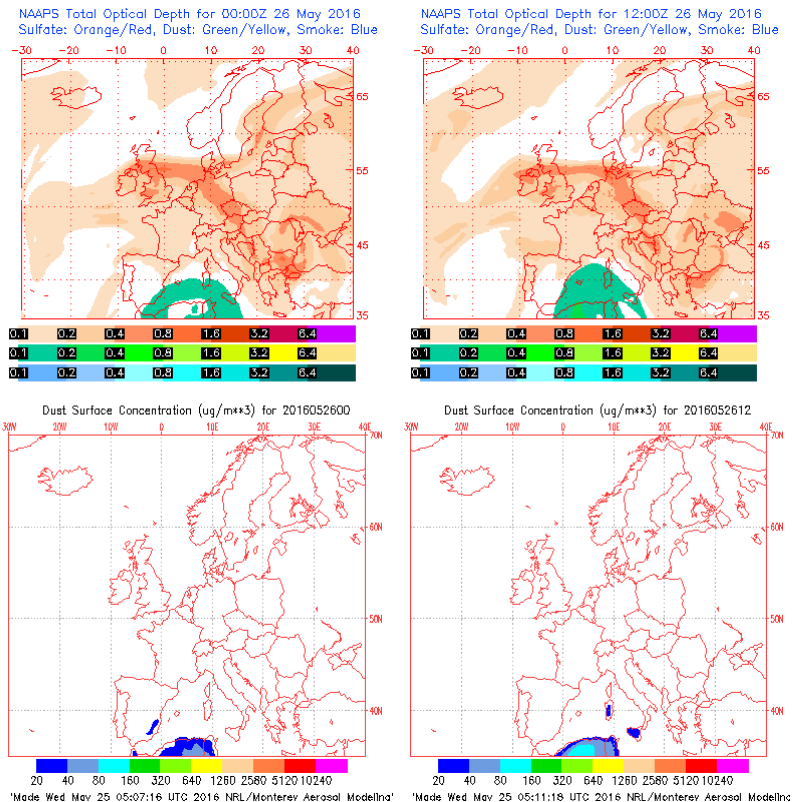 NAAPS Total Optical Depth for 00:00Z 26 May 2016
Sulfate: Orange/Red, Dust: Green/Yellow, Smoke: Blue
-30 -20 -10 0 10 20 30 40
65
55
45
35
0.1 0.2 0.4 0.8 1.6 3.2 6.4
0.1 0.2 0.4 0.8 1.6 3.2 6.4
0.1 0.2 0.4 0.8 1.6 3.2 6.4
NAAPS Total Optical Depth for 12:00Z 26 May 2016
Sulfate: Orange/Red, Dust: Green/Yellow, Smoke: Blue
-30 -20 -10 0 10 20 30 40
65
55
45
35
0.1 0.2 0.4 0.8 1.6 3.2 6.4
0.1 0.2 0.4 0.8 1.6 3.2 6.4
0.1 0.2 0.4 0.8 1.6 3.2 6.4
Dust Surface Concentration (ug/m**3) for 2016052600
30W 20W 10W 0 10E 20E 30E 40E
70N
60N
50N
40N
20 40 80 160 320 640 1280 2560 5120 10240
'Made Wed May 25 05:07:16 UTC 2016 NRL/Monterey Aerosol Modeling'
Dust Surface Concentration (ug/m**3) for 2016052612
30W 20W 10W 0 10E 20E 30E 40E
70N
60N
50N
40N
20 40 80 160 320 640 1280 2560 5120 10240
'Made Wed May 25 05:11:18 UTC 2016 NRL/Monterey Aerosol Modeling'